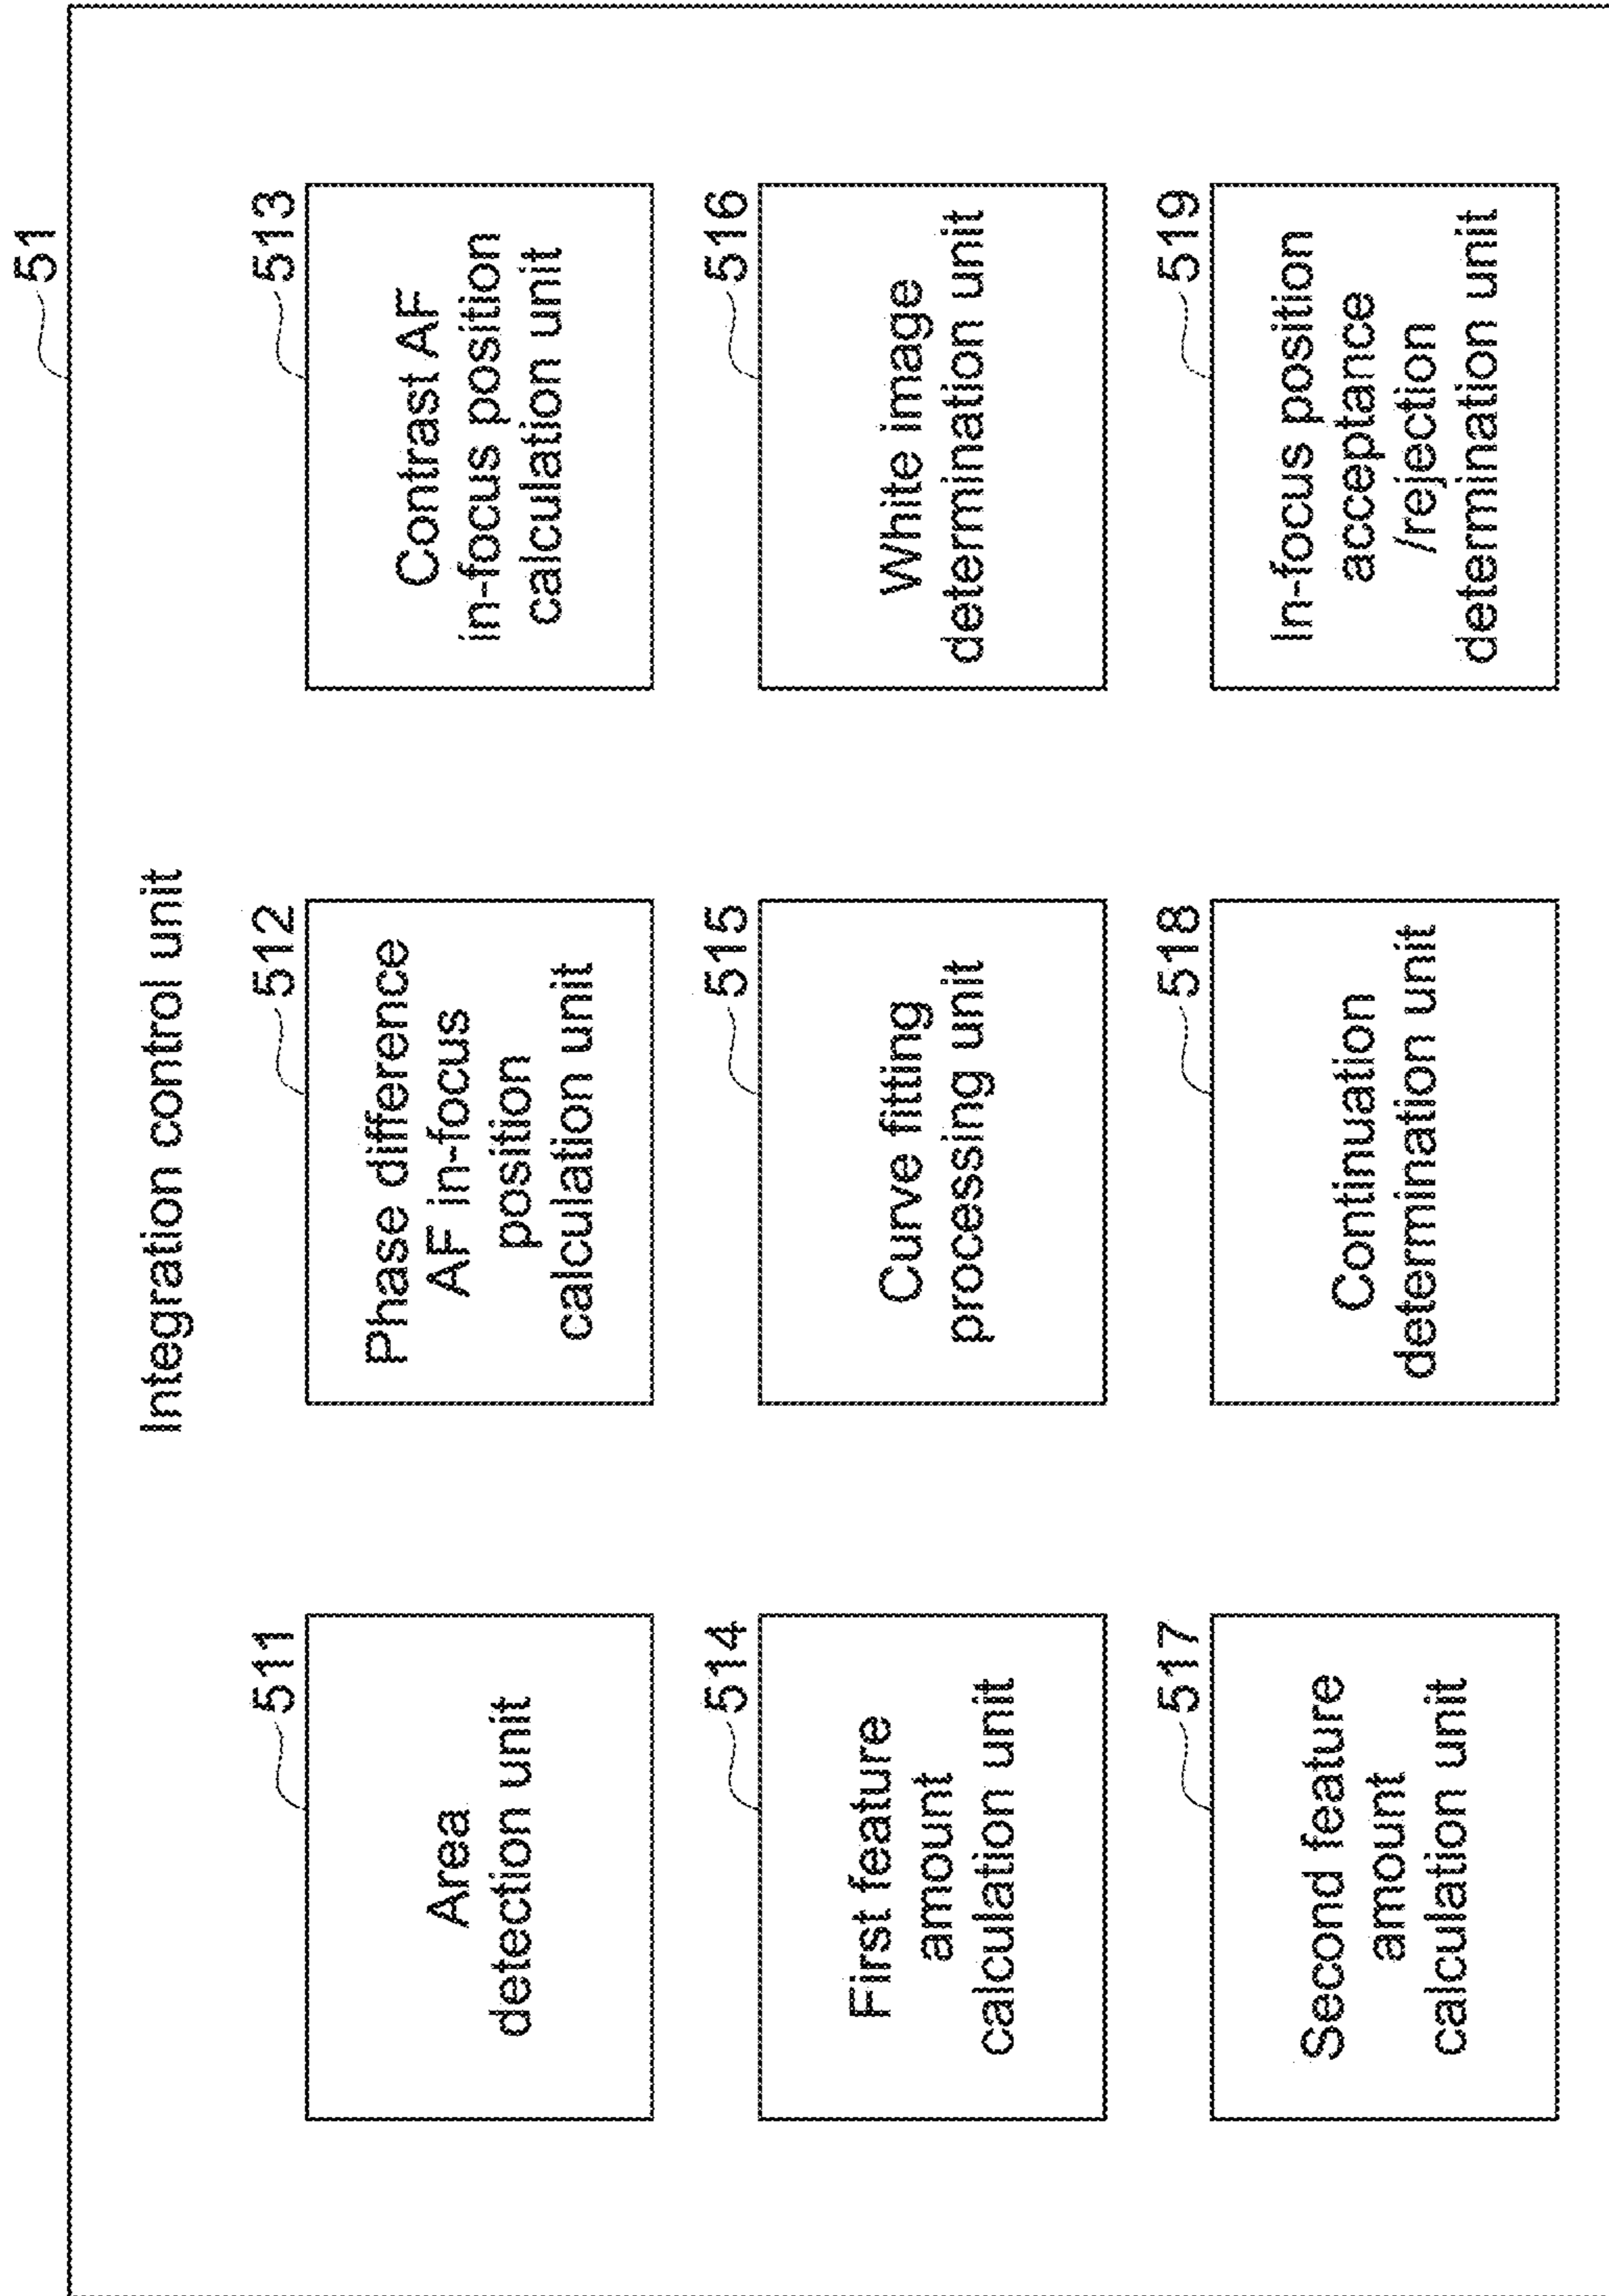 51
Integration control unit
511
Area
detection unit
512
Phase difference
AF in-focus
position
calculation unit
513
Contrast AF
in-focus position
calculation unit
514
First feature
amount
calculation unit
515
Curve fitting
processing unit
516
White image
determination unit
517
Second feature
amount
calculation unit
518
Continuation
determination unit
519
In-focus position
acceptance
/rejection
determination unit